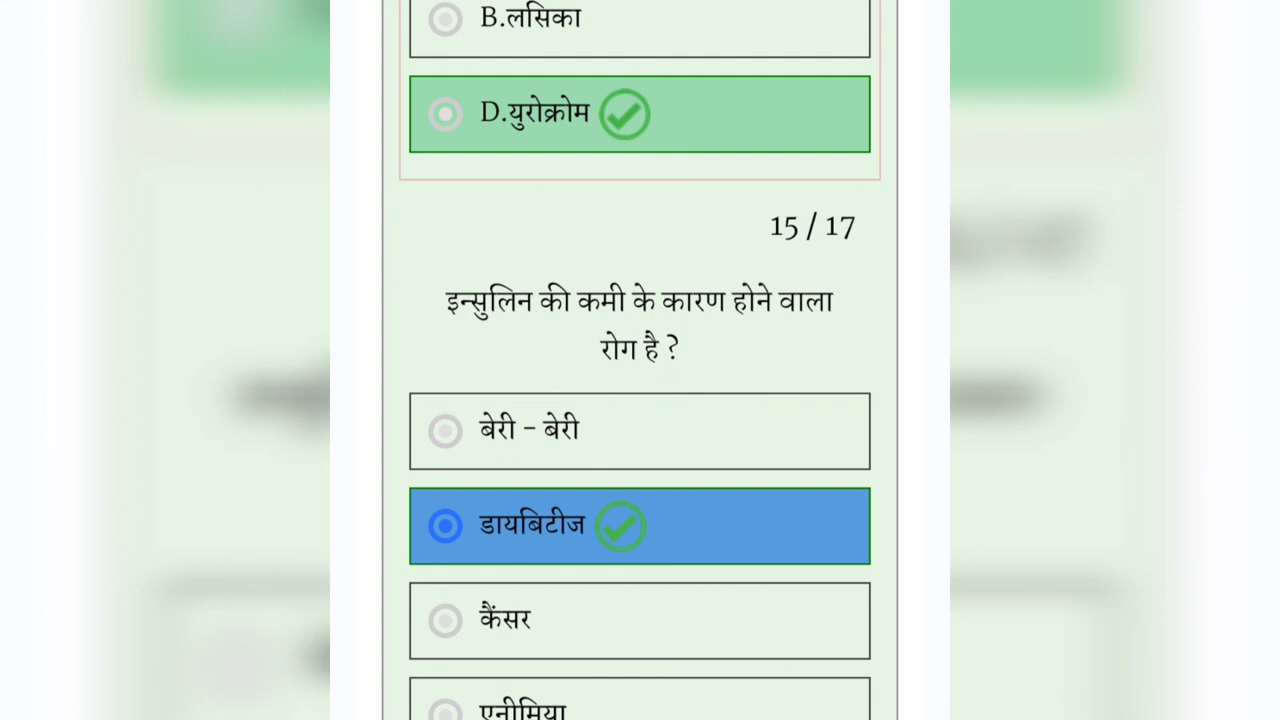 B.लसिका
D.युरोक्रोम
15 / 17
इन्सुलिन की कमी के कारण होने वाला
रोग है ?
बेरी - बेरी
डायबिटीज
कैंसर
एनीमिया